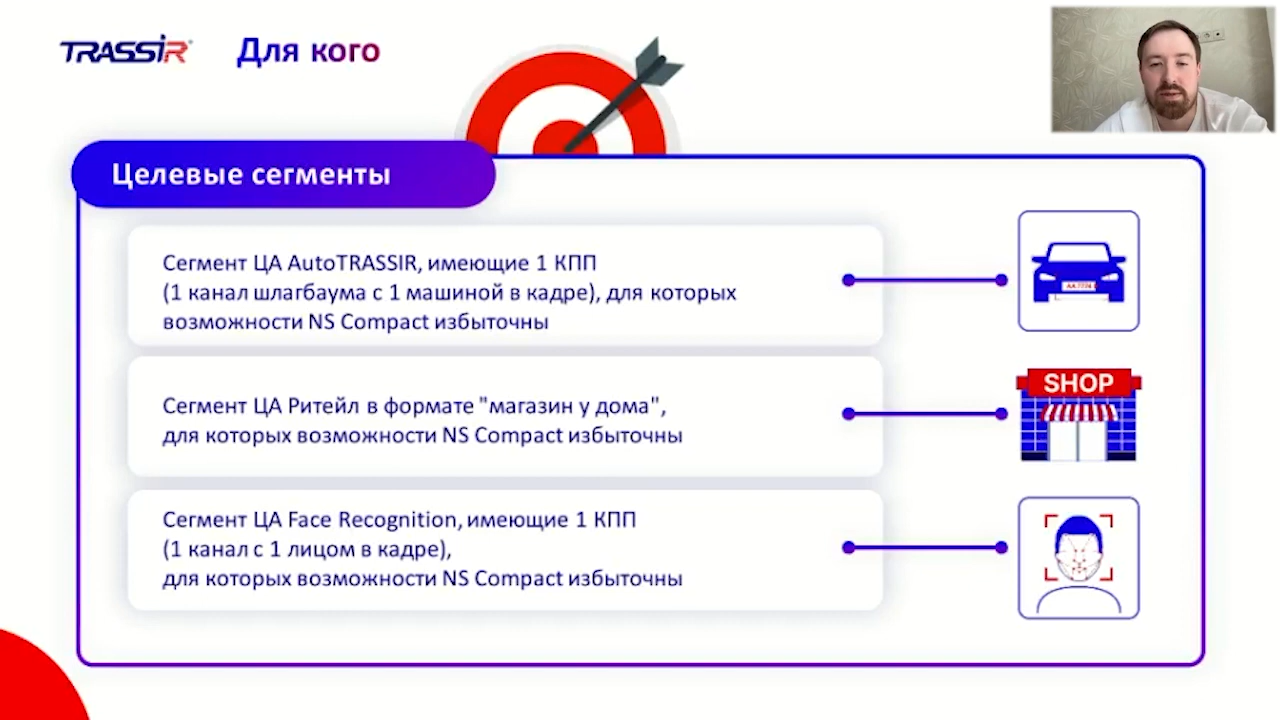 TRASSIR
Для кого
Целевые сегменты
Сегмент ЦА AutoTRASSIR, имеющие 1 КПП
(1 канал шлагбаума с 1 машиной в кадре), для которых
возможности NS Compact избыточны
Сегмент ЦА Ритейл в формате "магазин у дома",
для которых возможности NS Compact избыточны
SHOP
Сегмент ЦА Face Recognition, имеющие 1 КПП
(1 канал с 1 лицом в кадре),
для которых возможности NS Compact избыточны